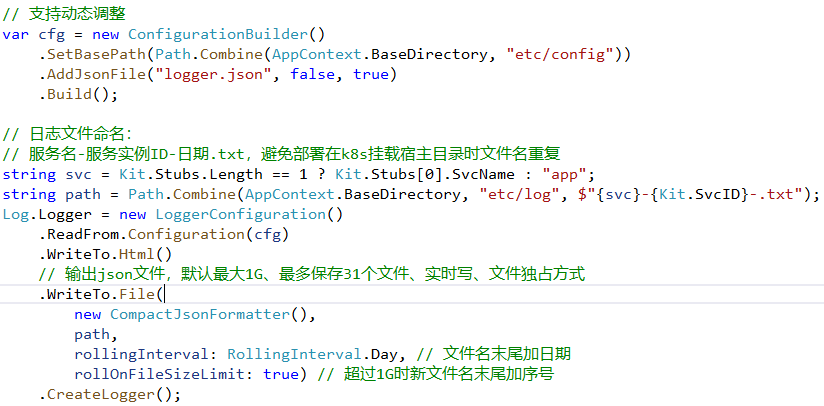 // 支持动态调整
var cfg = new ConfigurationBuilder()
    .SetBasePath(Path.Combine(AppContext.BaseDirectory, "etc/config"))
    .AddJsonFile("logger.json", false, true)
    .Build();

// 日志文件命名：
// 服务名-服务实例ID-日期.txt，避免部署在k8s挂载宿主目录时文件名重复
string svc = Kit.Stubs.Length == 1 ? Kit.Stubs[0].SvcName : "app";
string path = Path.Combine(AppContext.BaseDirectory, "etc/log", $"{svc}-{Kit.SvcID}-.txt");
Log.Logger = new LoggerConfiguration()
    .ReadFrom.Configuration(cfg)
    .WriteTo.Html()
    // 输出json文件，默认最大1G、最多保存31个文件、实时写、文件独占方式
    .WriteTo.File(
        new CompactJsonFormatter(),
        path,
        rollingInterval: RollingInterval.Day, // 文件名末尾加日期
        rollOnFileSizeLimit: true) // 超过1G时新文件名末尾加序号
    .CreateLogger();